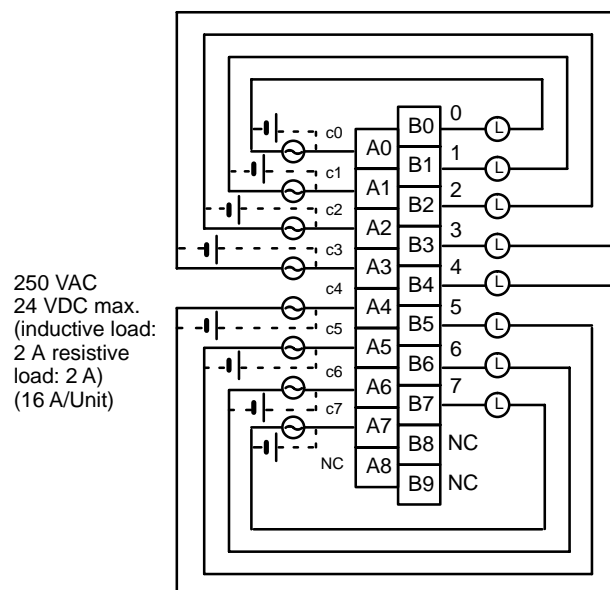 0
c0
B0
L
A0
1
c1
B1
L
A1
2
c2
B2
L
A2
3
c3
B3
L
A3
4
c4
B4
L
A4
5
c5
B5
L
A5
6
c6
B6
L
A6
7
c7
B7
L
A7
B8
NC
NC
A8
B9
NC
250 VAC
24 VDC max.
(inductive load:
2 A resistive
load: 2 A)
(16 A/Unit)